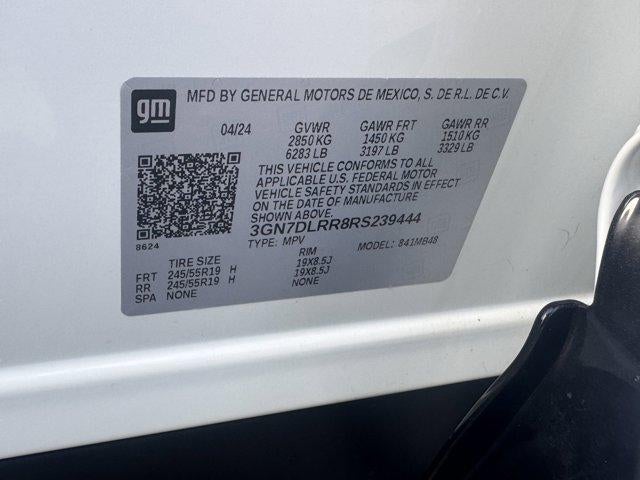 gm
MFD BY GENERAL MOTORS DE MEXICO, S. DE R.L. DE C.V.
04/24 GVWR GAWR FRT GAWR RR
2850 KG 1450 KG 1510 KG
6283 LB 3197 LB 3329 LB
THIS VEHICLE CONFORMS TO ALL
APPLICABLE U.S. FEDERAL MOTOR
VEHICLE SAFETY STANDARDS IN EFFECT
ON THE DATE OF MANUFACTURE
SHOWN ABOVE.
3GN7DLRR8RS239444
8624 TYPE: MPV MODEL: 841MB48
TIRE SIZE RIM
FRT 245/55R19 H 19X8.5J
RR 245/55R19 H 19X8.5J
SPA NONE NONE